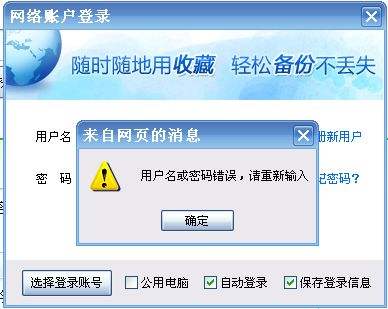 网络账户登录
随时随地用收藏 轻松备份不丢失
用户名
册新用户
来自网页的消息
用户名或密码错误，请重新输入
密 码
记密码？
确定
选择登录账号 公用电脑 自动登录 保存登录信息